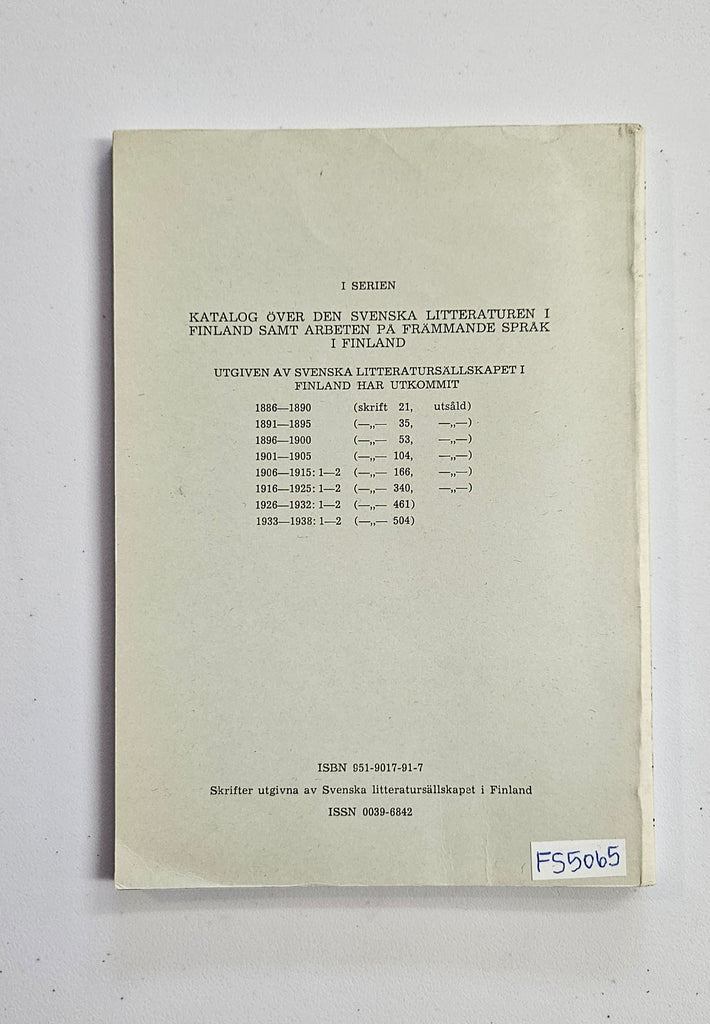 I SERIEN
KATALOG ÖVER DEN SVENSKA LITTERATUREN I
FINLAND SAMT ARBETEN PÅ FRÄMMANDE SPRÅK
I FINLAND
UTGIVEN AV SVENSKA LITTERATURSÄLLSKAPET I
FINLAND HAR UTKOMMIT
1886—1890 (skrift 21, utsåld)
1891—1895 (—„— 35, —„—)
1896—1900 (—„— 53, —„—)
1901—1905 (—„— 104, —„—)
1906—1915: 1—2 (—„— 166, —„—)
1916—1925: 1—2 (—„— 340, —„—)
1926—1932: 1—2 (—„— 461)
1933—1938: 1—2 (—„— 504)
ISBN 951-9017-91-7
Skrifter utgivna av Svenska litteratursällskapet i Finland
ISSN 0039-6842
FS5065